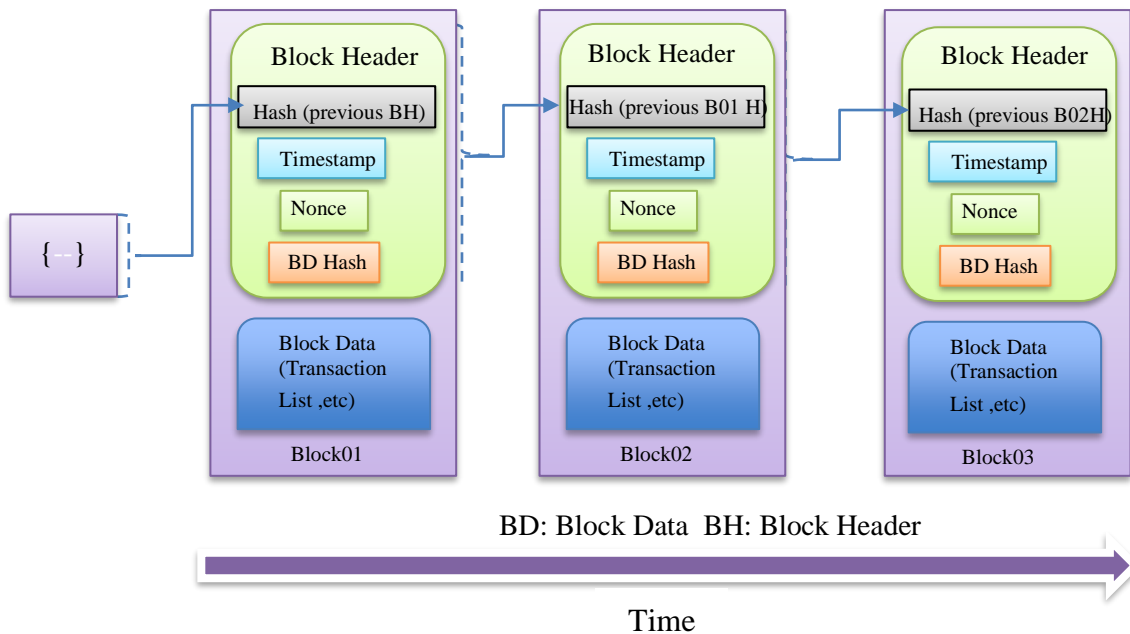 {--}
Block Header
Hash (previous BH)
Timestamp
Nonce
BD Hash
Block Data
(Transaction
List ,etc)
Block01
Block Header
Hash (previous B01 H)
Timestamp
Nonce
BD Hash
Block Data
(Transaction
List ,etc)
Block02
Block Header
Hash (previous B02H)
Timestamp
Nonce
BD Hash
Block Data
(Transaction
List ,etc)
Block03
BD: Block Data BH: Block Header
Time